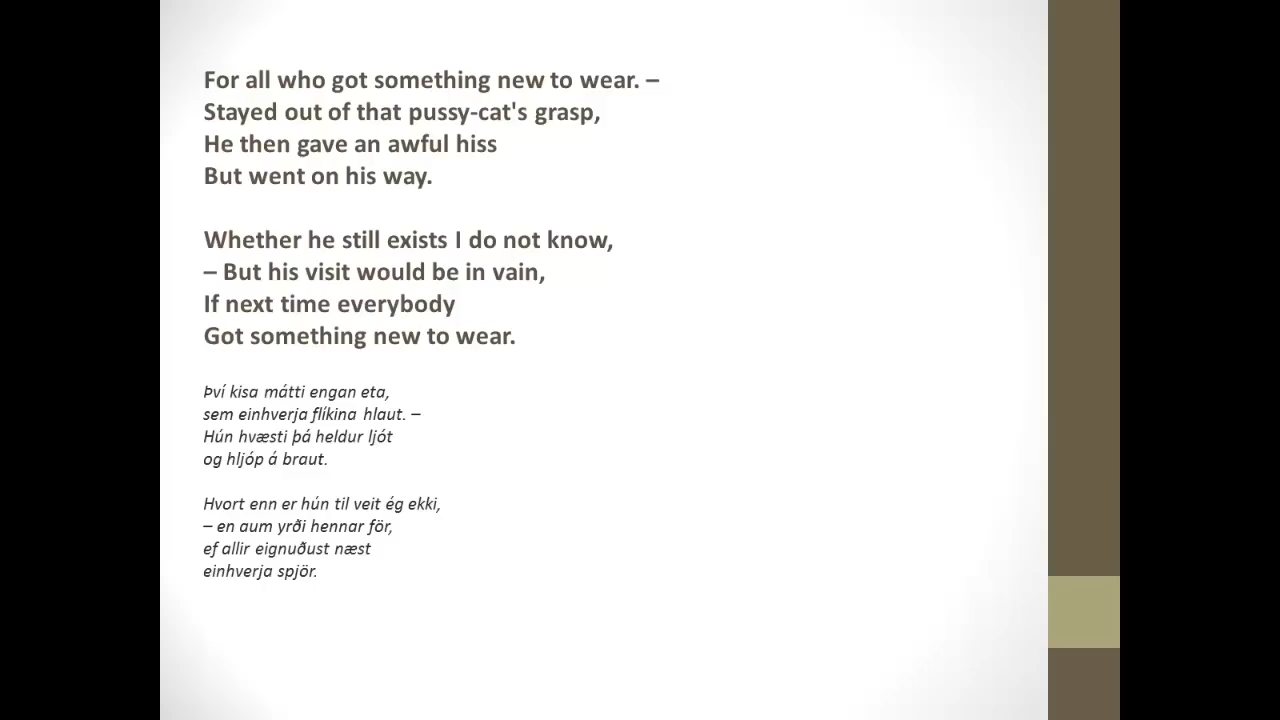 For all who got something new to wear. –
Stayed out of that pussy-cat's grasp,
He then gave an awful hiss
But went on his way.

Whether he still exists I do not know,
– But his visit would be in vain,
If next time everybody
Got something new to wear.

Því kisa mátti engan eta,
sem einhverja flíkina hlaut. –
Hún hvæsti þá heldur ljót
og hljóp á braut.

Hvort enn er hún til veit ég ekki,
– en aum yrði hennar för,
ef allir eignuðust næst
einhverja spjör.